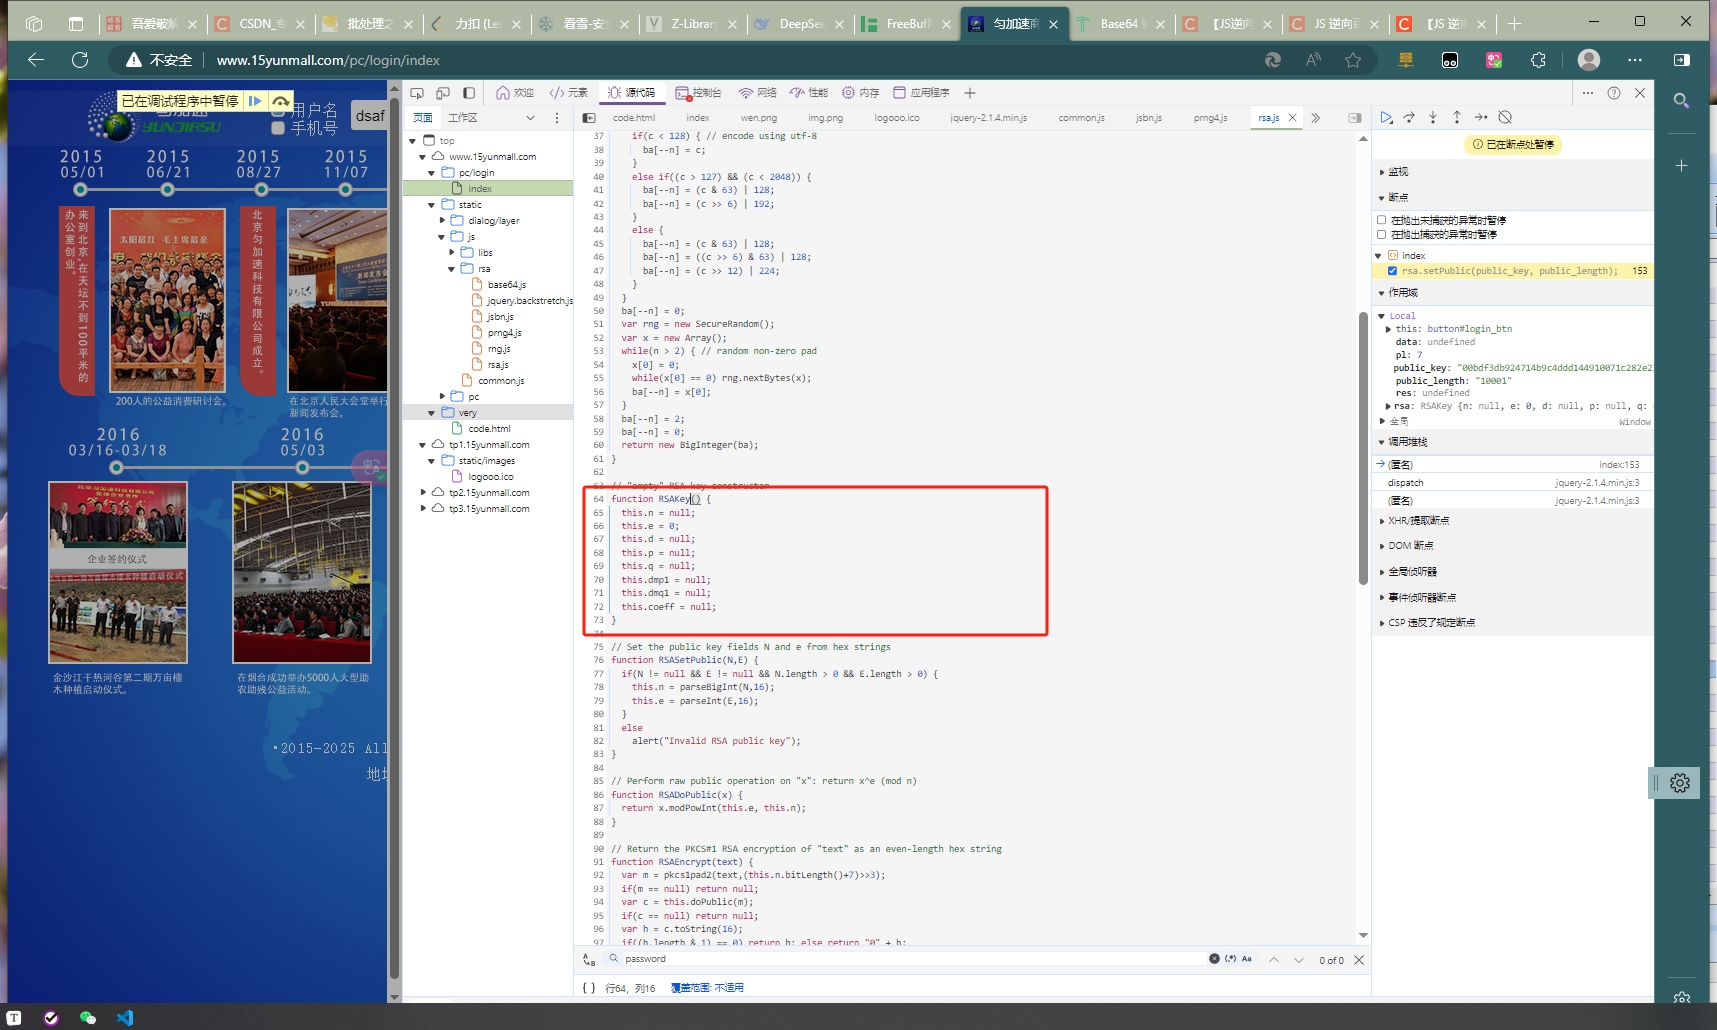 吾爱破解
CSDN_专
批处理之
力扣 (Lee
看雪-安全
Z-Library
DeepSee
FreeBuf
匀加速商
Base64 编
【JS逆向
JS 逆向百
【JS 逆向
不安全
www.15yunmall.com/pc/login/index
已在调试程序中暂停
用户名
手机号
dsaf
YUNJIASU
2015 2015 2015 2015
05/01 06/21 08/27 11/07
来到北京,在天坛不到100平米的办公室创业。
北京匀加速科技有限公司成立。
200人的公益消费研讨会。
在北京人民大会堂举行
新闻发布会。
2016 2016
03/16-03/18 05/03
企业签约仪式
金沙江干热河谷第二期万亩檀
木种植启动仪式。
在烟台成功举办5000人大型助
农助残公益活动。
•2015-2025 All
欢迎
元素
源代码
控制台
网络
性能
内存
应用程序
页面
工作区
top
www.15yunmall.com
pc/login
index
static
dialog/layer
js
libs
rsa
base64.js
jquery.backstretch.js
jsbn.js
prng4.js
rng.js
rsa.js
common.js
pc
very
code.html
tp1.15yunmall.com
static/images
logooo.ico
tp2.15yunmall.com
tp3.15yunmall.com
code.html index wen.png img.png logooo.ico jquery-2.1.4.min.js common.js jsbn.js prng4.js rsa.js
37 if(c < 128) { // encode using utf-8
38 ba[--n] = c;
39 }
40 else if((c > 127) && (c < 2048)) {
41 ba[--n] = (c & 63) | 128;
42 ba[--n] = (c >> 6) | 192;
43 }
44 else {
45 ba[--n] = (c & 63) | 128;
46 ba[--n] = ((c >> 6) & 63) | 128;
47 ba[--n] = (c >> 12) | 224;
48 }
49 }
50 ba[--n] = 0;
51 var rng = new SecureRandom();
52 var x = new Array();
53 while(n > 2) { // random non-zero pad
54 x[0] = 0;
55 while(x[0] == 0) rng.nextBytes(x);
56 ba[--n] = x[0];
57 }
58 ba[--n] = 2;
59 ba[--n] = 0;
60 return new BigInteger(ba);
61 }
62
63 // "empty" RSA key constructor
64 function RSAKey() {
65 this.n = null;
66 this.e = 0;
67 this.d = null;
68 this.p = null;
69 this.q = null;
70 this.dmp1 = null;
71 this.dmq1 = null;
72 this.coeff = null;
73 }
74
75 // Set the public key fields N and e from hex strings
76 function RSASetPublic(N,E) {
77 if(N != null && E != null && N.length > 0 && E.length > 0) {
78 this.n = parseBigInt(N,16);
79 this.e = parseInt(E,16);
80 }
81 else
82 alert("Invalid RSA public key");
83 }
84
85 // Perform raw public operation on "x": return x^e (mod n)
86 function RSADoPublic(x) {
87 return x.modPowInt(this.e, this.n);
88 }
89
90 // Return the PKCS#1 RSA encryption of "text" as an even-length hex string
91 function RSAEncrypt(text) {
92 var m = pkcs1pad2(text,(this.n.bitLength()+7)>>3);
93 if(m == null) return null;
94 var c = this.doPublic(m);
95 if(c == null) return null;
96 var h = c.toString(16);
97 if((h.length & 1) == 0) return h; else return "0" + h;
password
(.*) Aa
0 of 0
{ } 行64, 列16 覆盖范围: 不适用
已在断点处暂停
监视
断点
在抛出未捕获的异常时暂停
在抛出捕获的异常时暂停
index
rsa.setPublic(public_key, public_length); 153
作用域
Local
this: button#login_btn
data: undefined
pl: 7
public_key: "00bdf3db924714b9c4ddd144910071c282e2
public_length: "10001"
res: undefined
rsa: RSAKey {n: null, e: 0, d: null, p: null, q:
全局 Window
调用堆栈
(匿名) index:153
dispatch jquery-2.1.4.min.js:3
(匿名) jquery-2.1.4.min.js:3
XHR/提取断点
DOM 断点
全局侦听器
事件侦听器断点
CSP 违反了规定断点